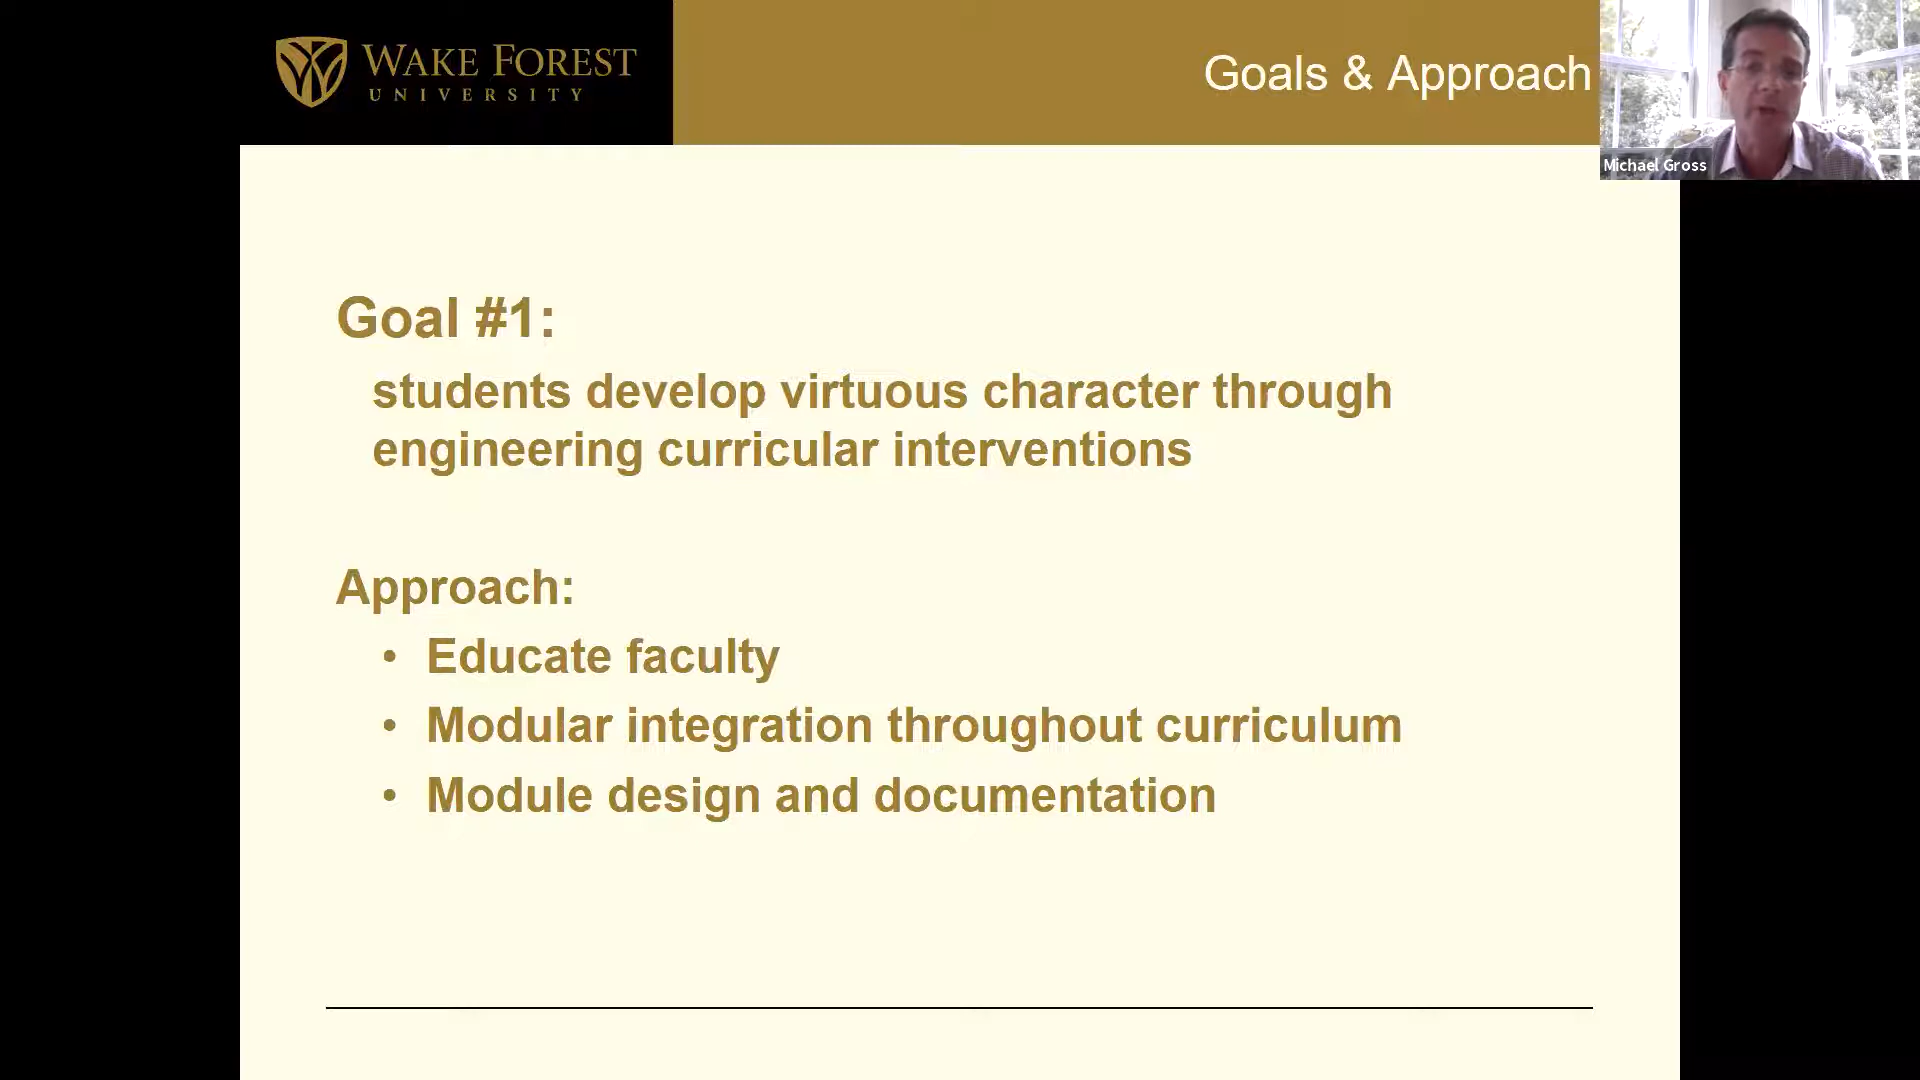 WAKE FOREST
UNIVERSITY
Goals & Approach
Michael Gross
Goal #1:
students develop virtuous character through
engineering curricular interventions
Approach:
• Educate faculty
• Modular integration throughout curriculum
• Module design and documentation